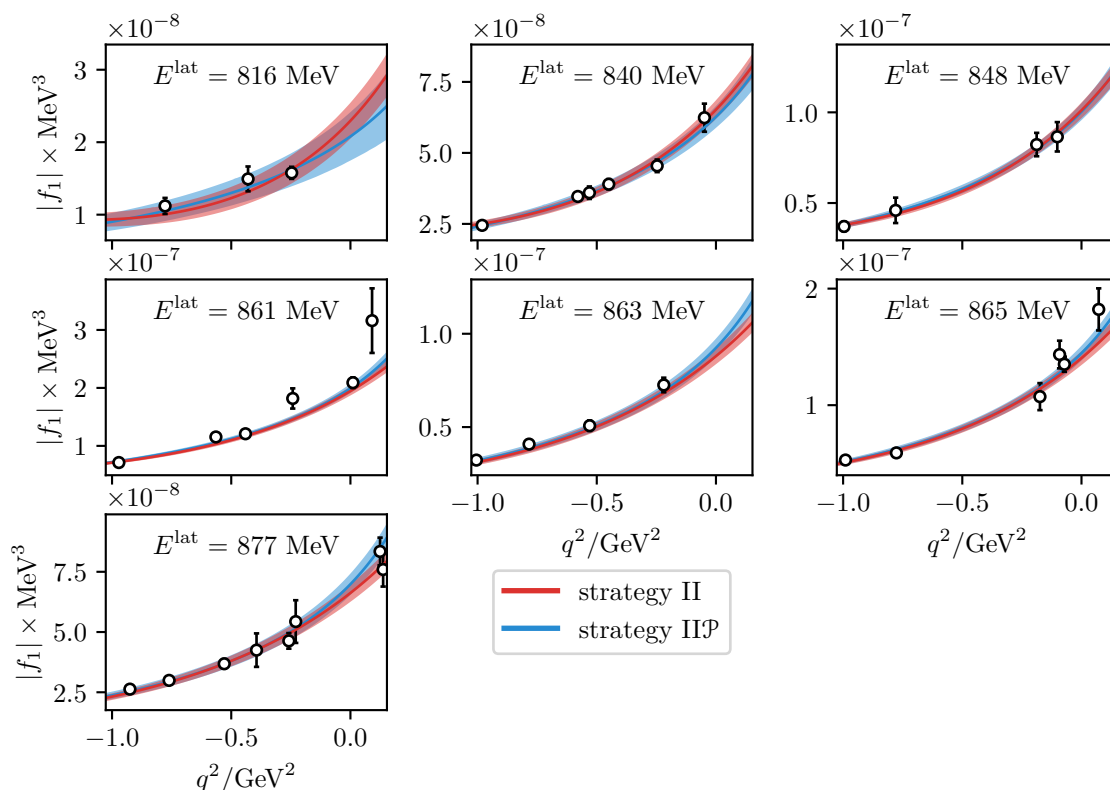 ×10⁻⁸ ×10⁻⁸ ×10⁻⁷
E^lat = 816 MeV E^lat = 840 MeV E^lat = 848 MeV
|f₁| × MeV³
3
2
1
7.5
5.0
2.5
1.0
0.5
×10⁻⁷ ×10⁻⁷
E^lat = 861 MeV E^lat = 863 MeV E^lat = 865 MeV
|f₁| × MeV³
3
2
1
1.0
0.5
2
1
−1.0 −0.5 0.0
q²/GeV²
−1.0 −0.5 0.0
q²/GeV²
×10⁻⁸
E^lat = 877 MeV
|f₁| × MeV³
7.5
5.0
2.5
−1.0 −0.5 0.0
q²/GeV²
strategy II
strategy II𝒫